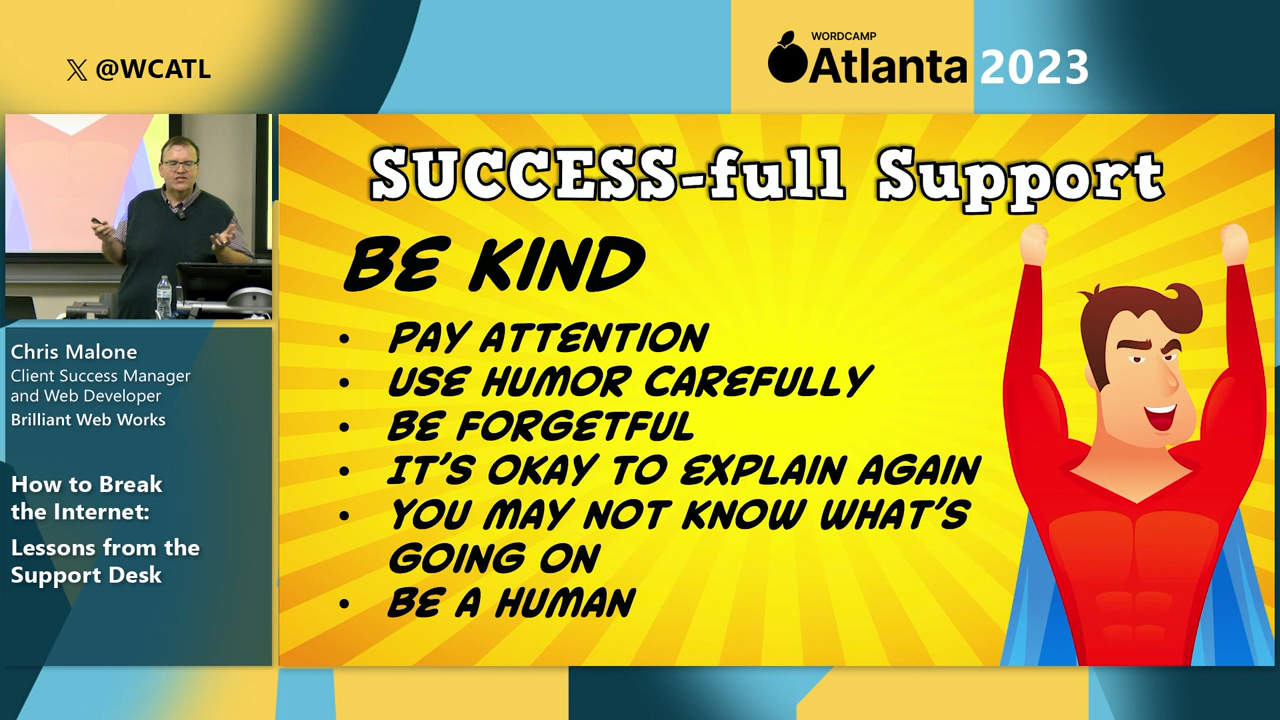 𝕏 @WCATL
WORDCAMP
Atlanta 2023
SUCCESS-full Support
BE KIND
• PAY ATTENTION
• USE HUMOR CAREFULLY
• BE FORGETFUL
• IT'S OKAY TO EXPLAIN AGAIN
• YOU MAY NOT KNOW WHAT'S
GOING ON
• BE A HUMAN
Chris Malone
Client Success Manager
and Web Developer
Brilliant Web Works
How to Break
the Internet:
Lessons from the
Support Desk